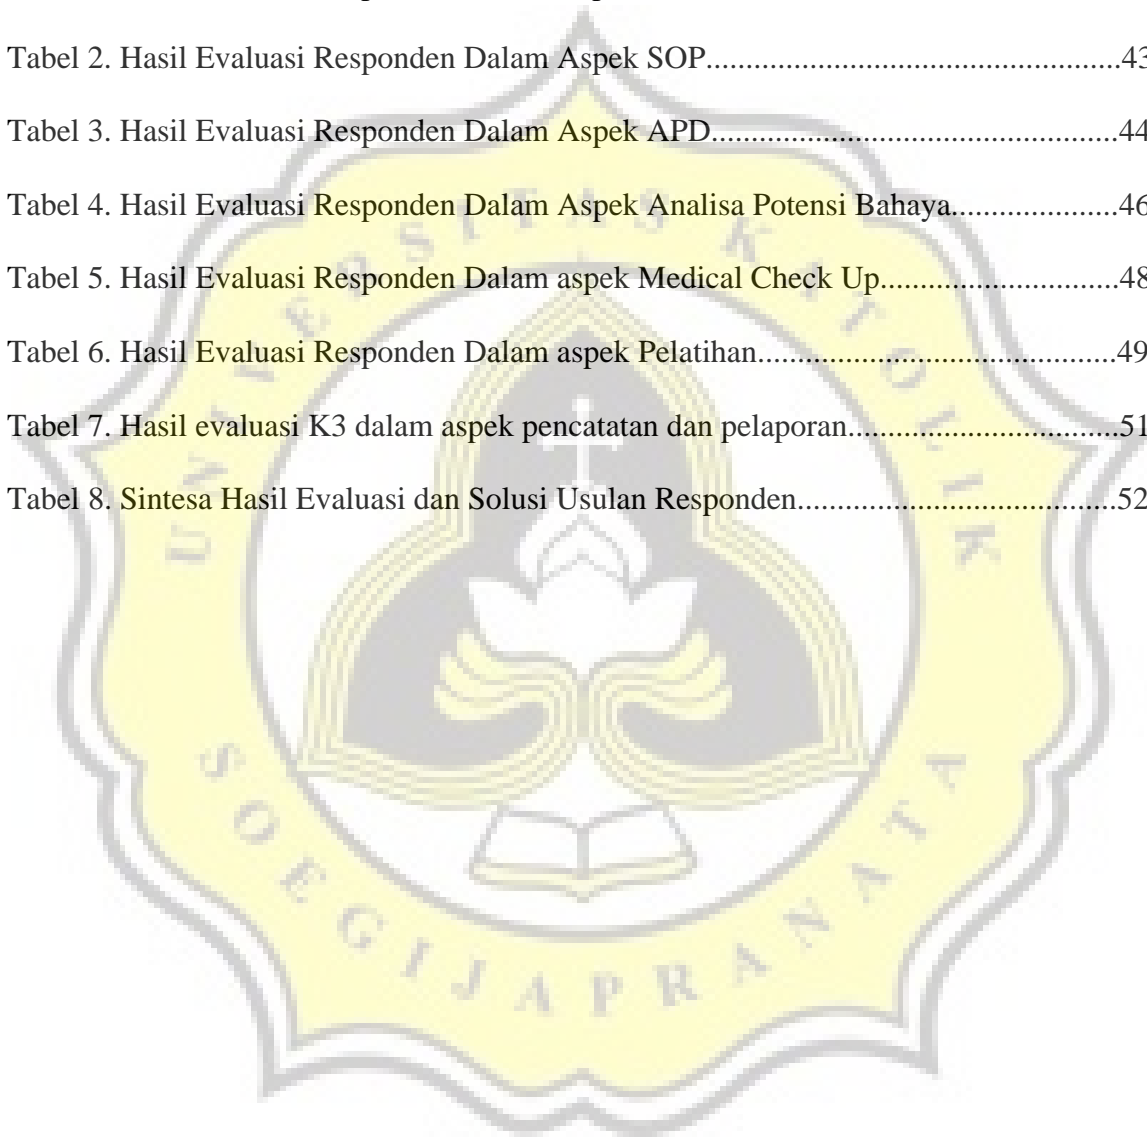 Tabel 2. Hasil Evaluasi Responden Dalam Aspek SOP....................................................43
Tabel 3. Hasil Evaluasi Responden Dalam Aspek APD...................................................44
Tabel 4. Hasil Evaluasi Responden Dalam Aspek Analisa Potensi Bahaya.....................46
Tabel 5. Hasil Evaluasi Responden Dalam aspek Medical Check Up..............................48
Tabel 6. Hasil Evaluasi Responden Dalam aspek Pelatihan.............................................49
Tabel 7. Hasil evaluasi K3 dalam aspek pencatatan dan pelaporan..................................51
Tabel 8. Sintesa Hasil Evaluasi dan Solusi Usulan Responden........................................52
UNIVERSITAS KATOLIK
SOEGIJAPRANATA